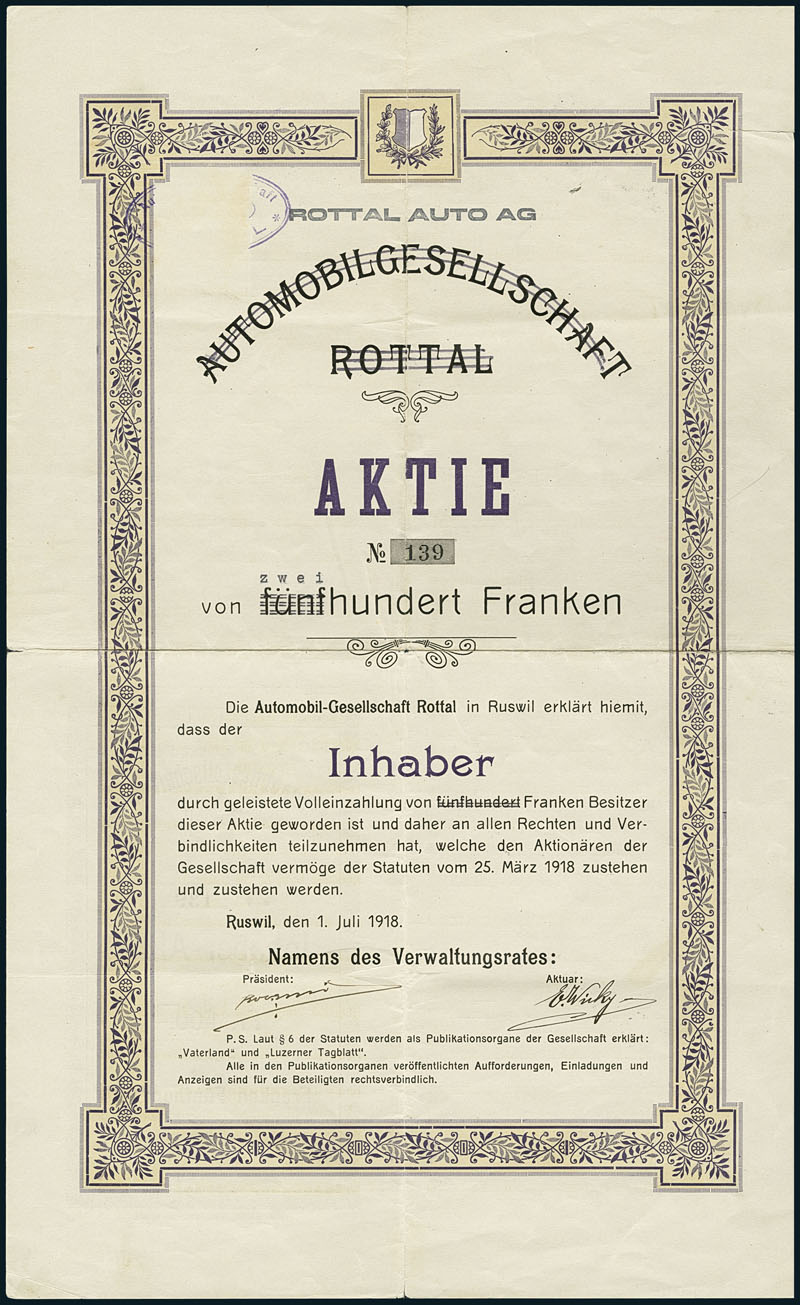 ROTTAL AUTO AG
AUTOMOBILGESELLSCHAFT
ROTTAL
AKTIE
№ 139
zwei
von fünfhundert Franken
Die Automobil-Gesellschaft Rottal in Ruswil erklärt hiemit,
dass der
Inhaber
durch geleistete Volleinzahlung von fünfhundert Franken Besitzer
dieser Aktie geworden ist und daher an allen Rechten und Ver-
bindlichkeiten teilzunehmen hat, welche den Aktionären der
Gesellschaft vermöge der Statuten vom 25. März 1918 zustehen
und zustehen werden.
Ruswil, den 1. Juli 1918.
Namens des Verwaltungsrates:
Präsident: Aktuar:
E. Wicky
P. S. Laut § 6 der Statuten werden als Publikationsorgane der Gesellschaft erklärt:
„Vaterland" und „Luzerner Tagblatt".
Alle in den Publikationsorganen veröffentlichten Aufforderungen, Einladungen und
Anzeigen sind für die Beteiligten rechtsverbindlich.